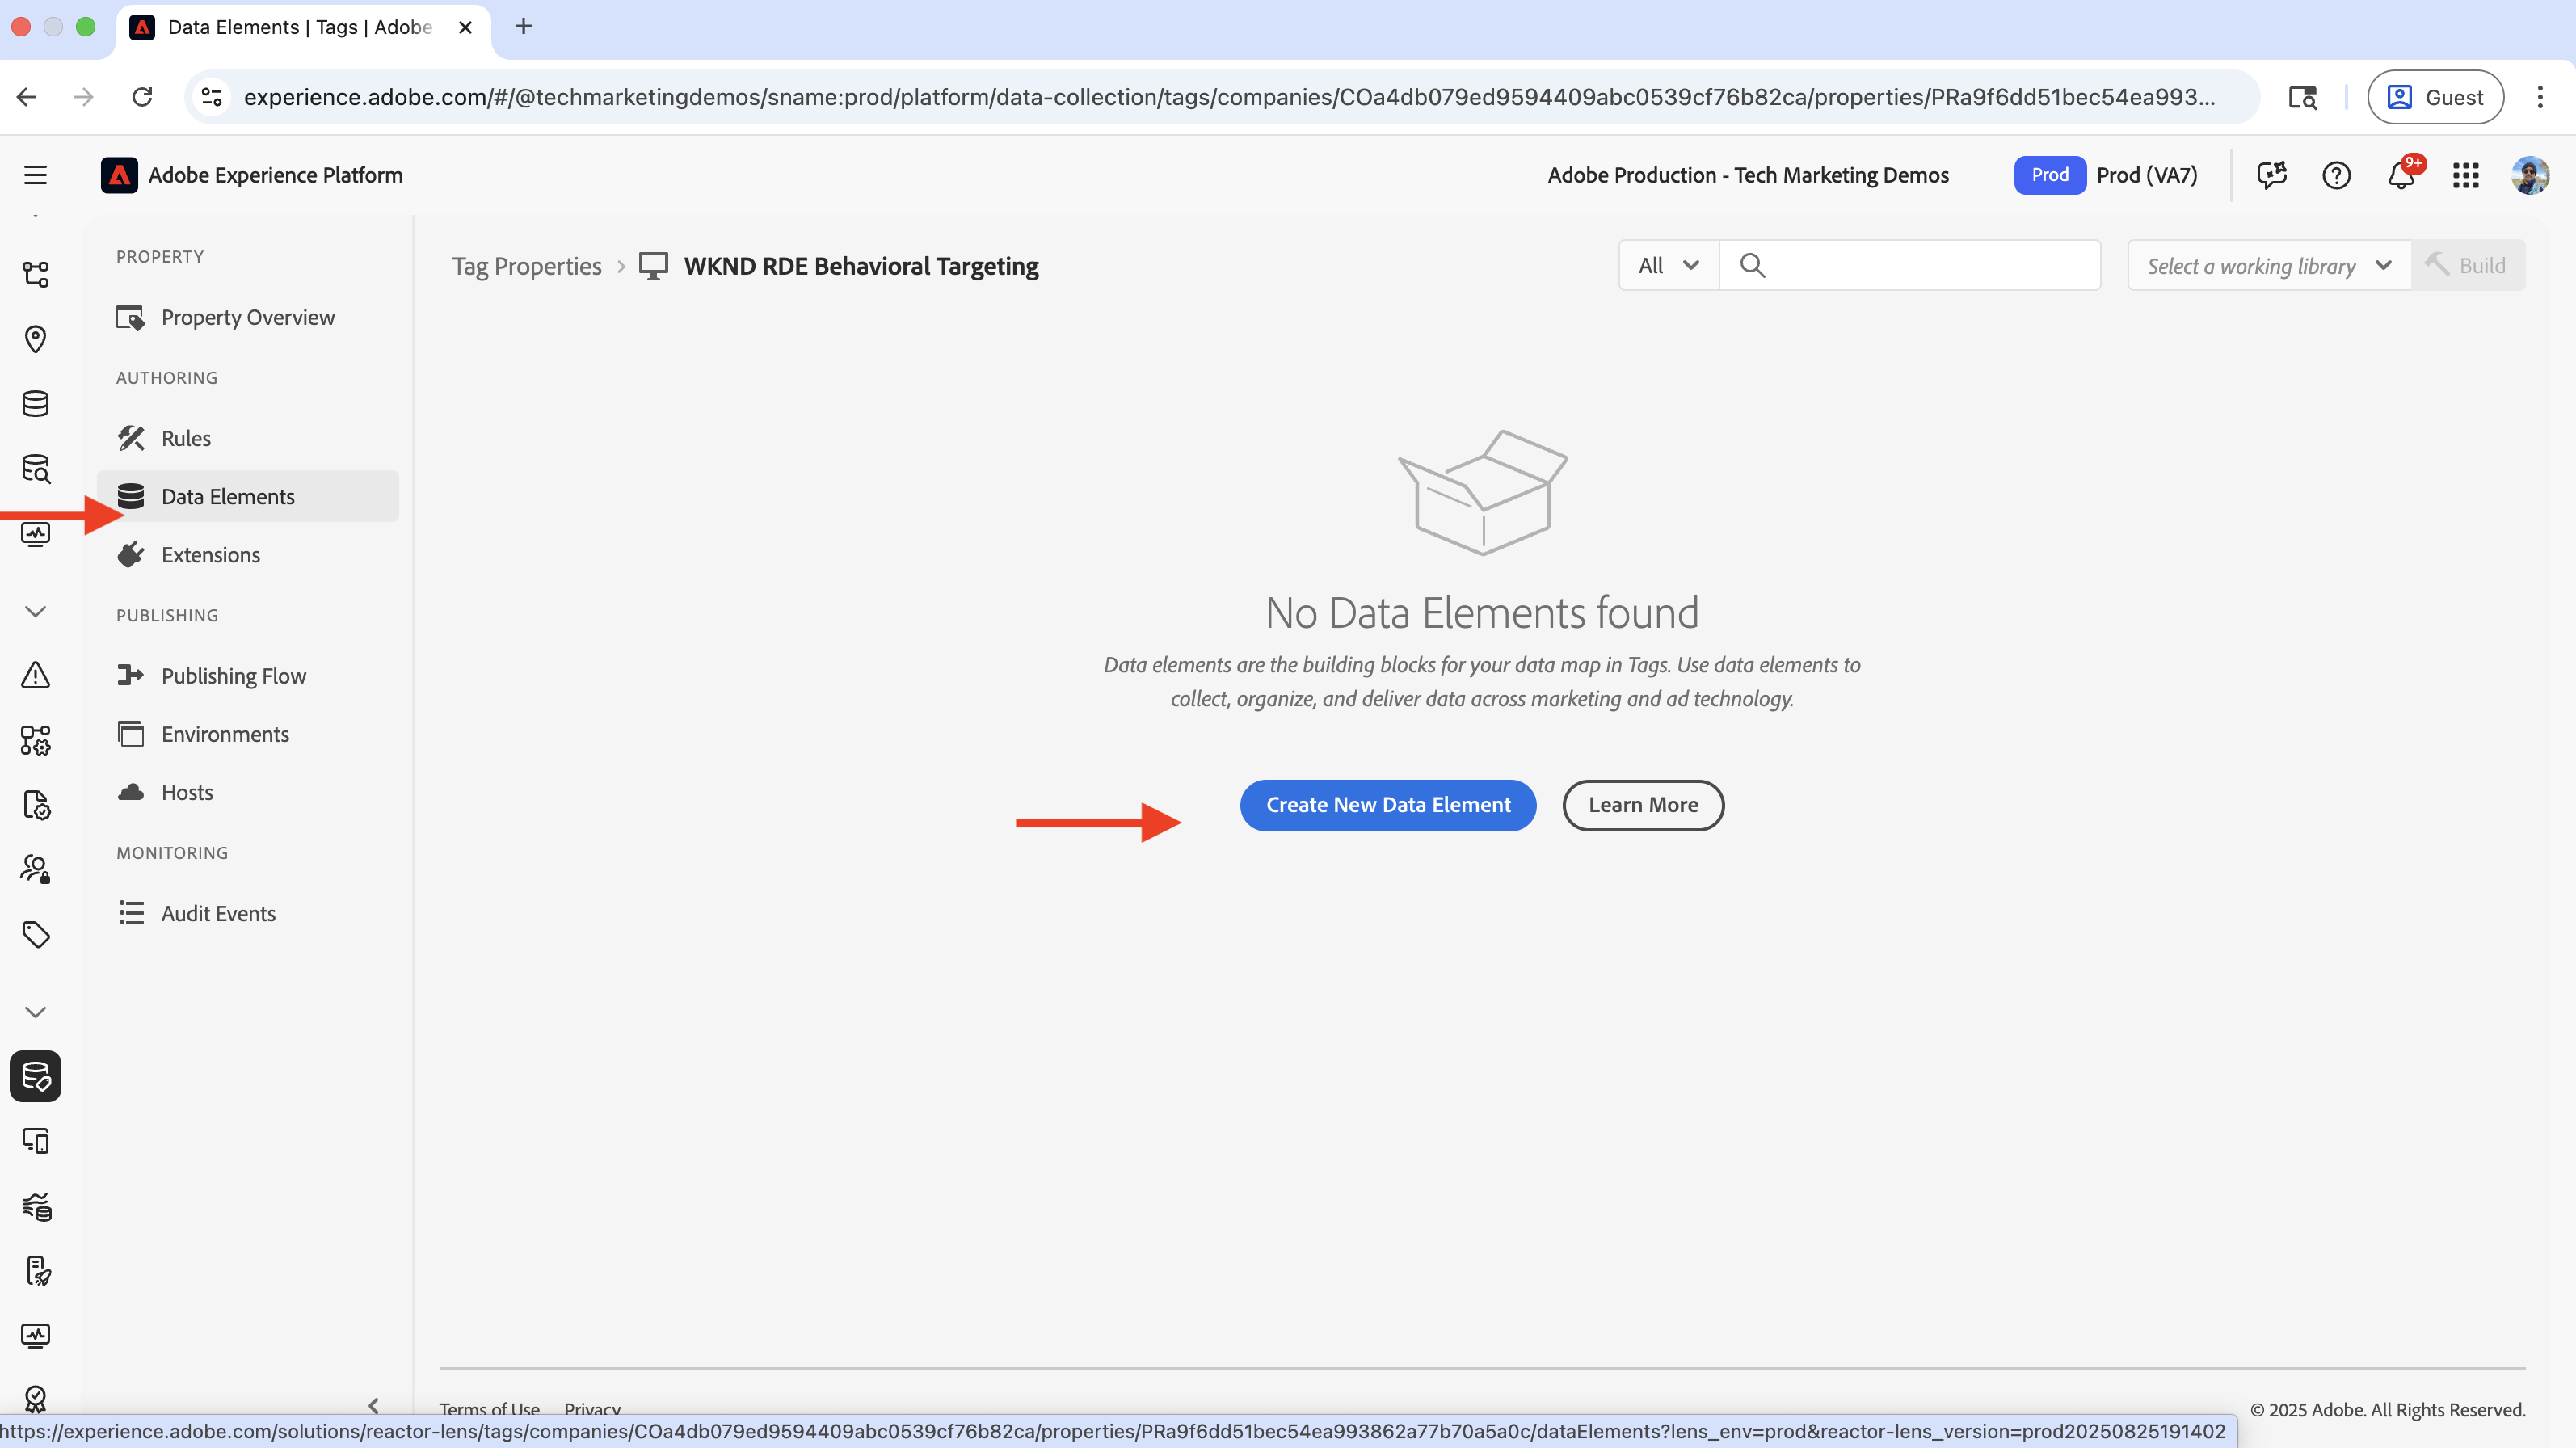 Data Elements | Tags | Adobe
experience.adobe.com/#/@techmarketingdemos/sname:prod/platform/data-collection/tags/companies/COa4db079ed9594409abc0539cf76b82ca/properties/PRa9f6dd51bec54ea993...
Guest
Adobe Experience Platform
Adobe Production - Tech Marketing Demos
Prod
Prod (VA7)
9+
PROPERTY
Property Overview
AUTHORING
Rules
Data Elements
Extensions
PUBLISHING
Publishing Flow
Environments
Hosts
MONITORING
Audit Events
Tag Properties
WKND RDE Behavioral Targeting
All
Select a working library
Build
No Data Elements found
Data elements are the building blocks for your data map in Tags. Use data elements to
collect, organize, and deliver data across marketing and ad technology.
Create New Data Element
Learn More
Terms of Use
Privacy
© 2025 Adobe. All Rights Reserved.
https://experience.adobe.com/solutions/reactor-lens/tags/companies/COa4db079ed9594409abc0539cf76b82ca/properties/PRa9f6dd51bec54ea993862a77b70a5a0c/dataElements?lens_env=prod&reactor-lens_version=prod20250825191402